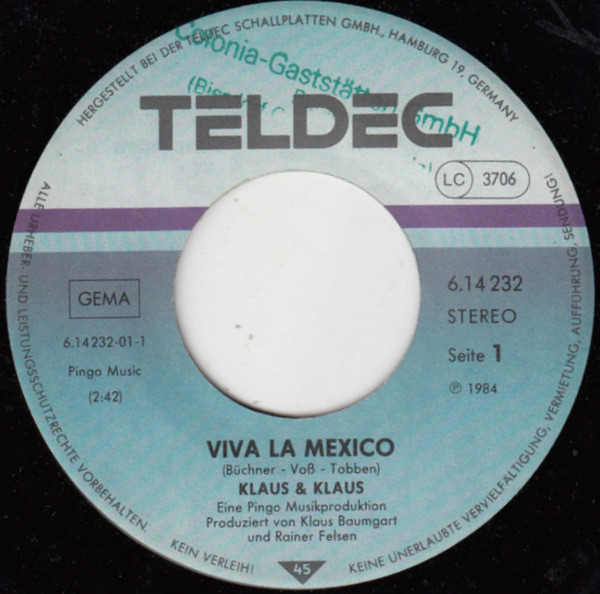 HERGESTELLT BEI DER TELDEC SCHALLPLATTEN GMBH., HAMBURG 19, GERMANY
Colonia-Gaststätten GmbH
TELDEC
LC 3706
GEMA
6.14232-01-1
Pingo Music
(2:42)
6.14 232
STEREO
Seite 1
℗ 1984
VIVA LA MEXICO
(Büchner - Voß - Tobben)
KLAUS & KLAUS
Eine Pingo Musikproduktion
Produziert von Klaus Baumgart
und Rainer Felsen
45
ALLE URHEBER- UND LEISTUNGSSCHUTZRECHTE VORBEHALTEN.
KEIN VERLEIH! KEINE UNERLAUBTE VERVIELFÄLTIGUNG, VERMIETUNG, AUFFÜHRUNG, SENDUNG!